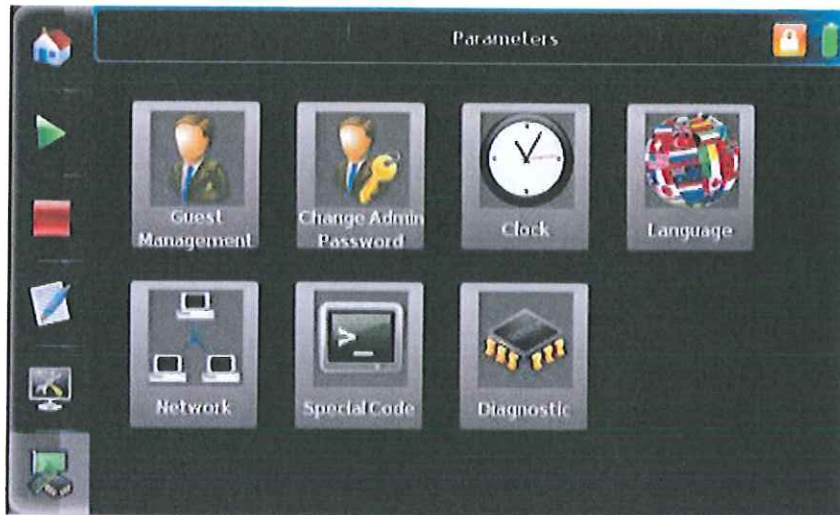 Parameters
Guest
Management
Change Admin
Password
Clock
Language
Network
>_
Special Code
Diagnostic